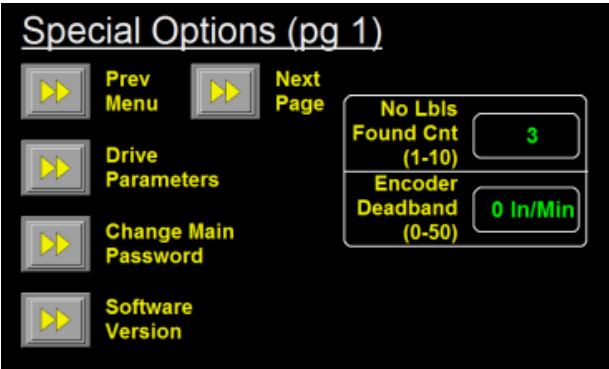 Special Options (pg 1)
Prev
Menu
Next
Page
Drive
Parameters
Change Main
Password
Software
Version
No Lbls
Found Cnt
(1-10)
3
Encoder
Deadband
(0-50)
0 In/Min